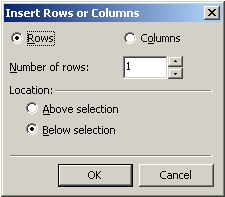 Insert Rows or Columns
Rows Columns
Number of rows: 1
Location:
Above selection
Below selection
OK Cancel